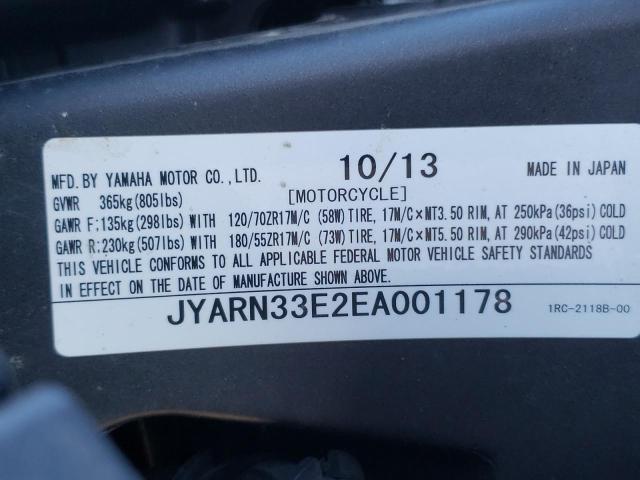 MFD.BY YAMAHA MOTOR CO.,LTD. 10/13 MADE IN JAPAN
GVWR 365kg(805lbs) [MOTORCYCLE]
GAWR F:135kg(298lbs) WITH 120/70ZR17M/C (58W)TIRE, 17M/C×MT3.50 RIM, AT 250kPa(36psi) COLD
GAWR R:230kg(507lbs) WITH 180/55ZR17M/C (73W)TIRE, 17M/C×MT5.50 RIM, AT 290kPa(42psi) COLD
THIS VEHICLE CONFORMS TO ALL APPLICABLE FEDERAL MOTOR VEHICLE SAFETY STANDARDS
IN EFFECT ON THE DATE OF MANUFACTURE SHOWN ABOVE.
JYARN33E2EA001178 1RC-2118B-00